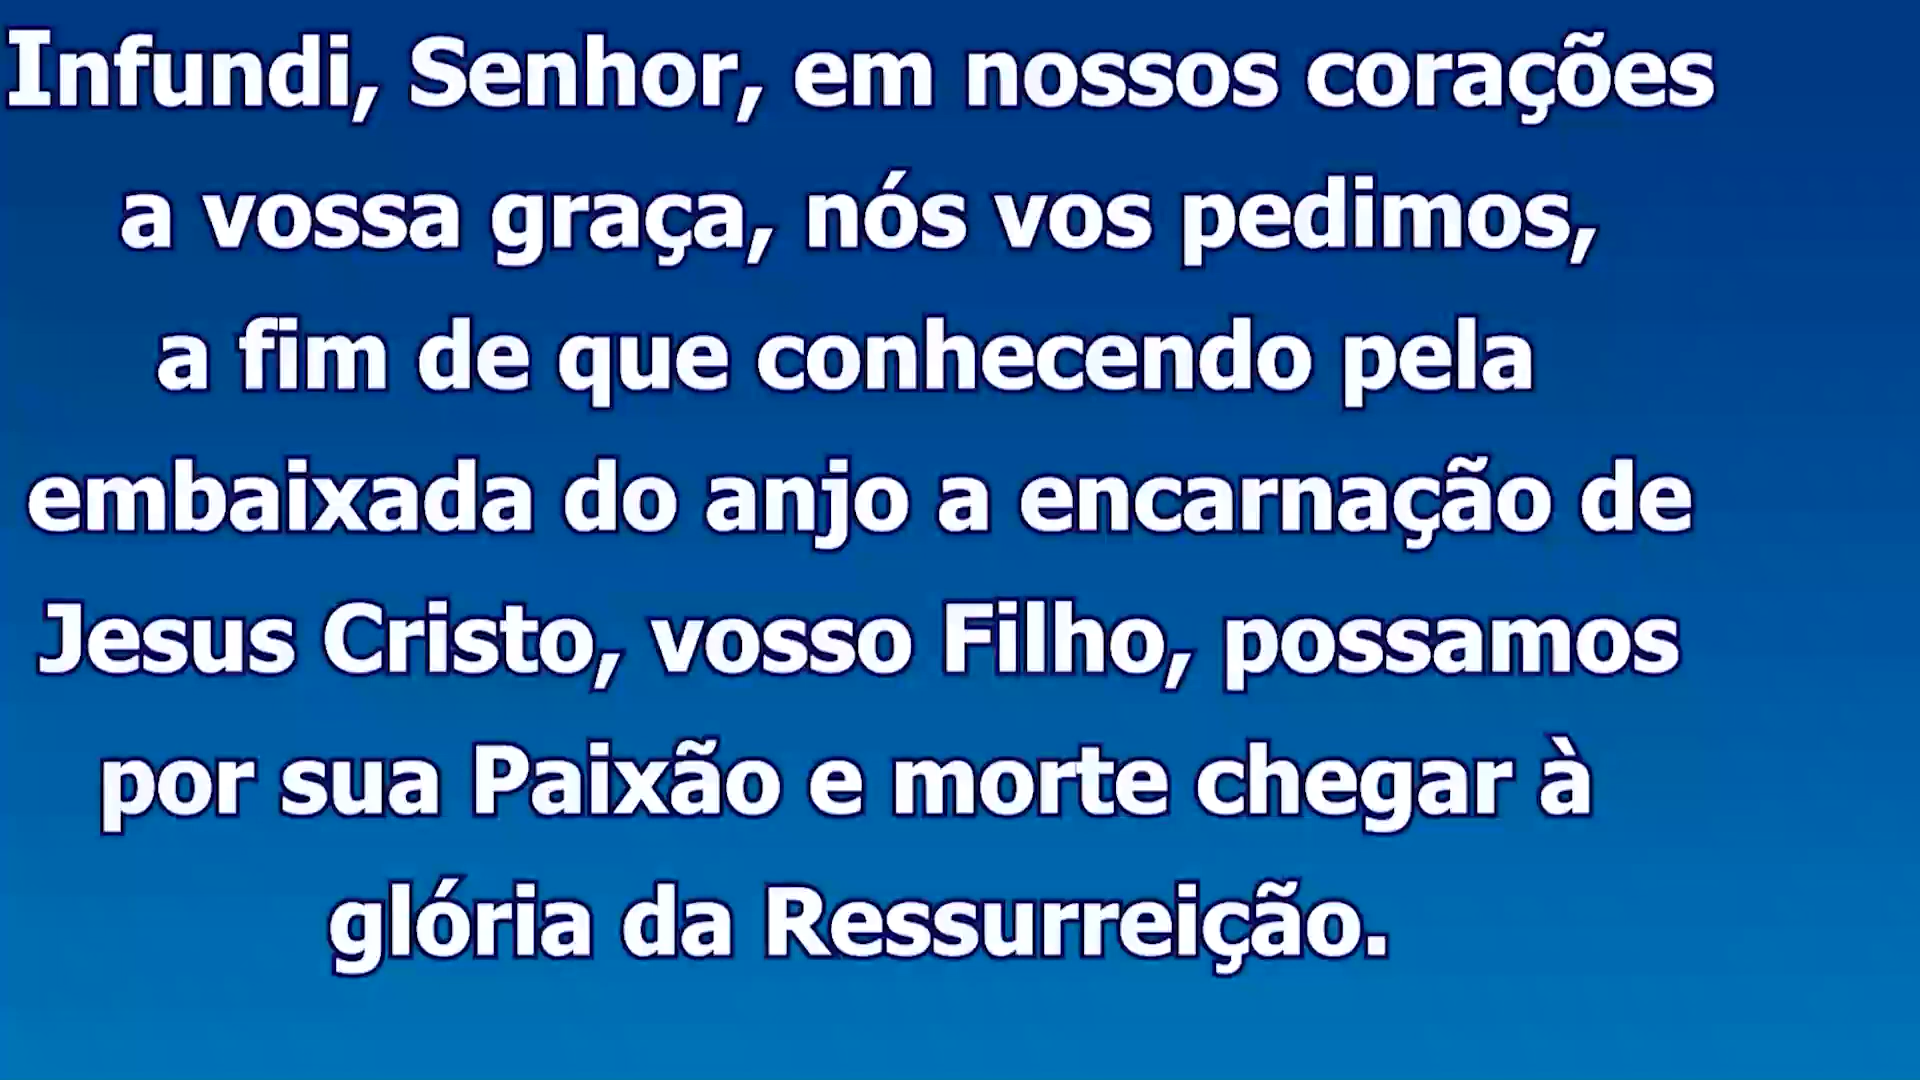 Infundi, Senhor, em nossos corações
a vossa graça, nós vos pedimos,
a fim de que conhecendo pela
embaixada do anjo a encarnação de
Jesus Cristo, vosso Filho, possamos
por sua Paixão e morte chegar à
glória da Ressurreição.